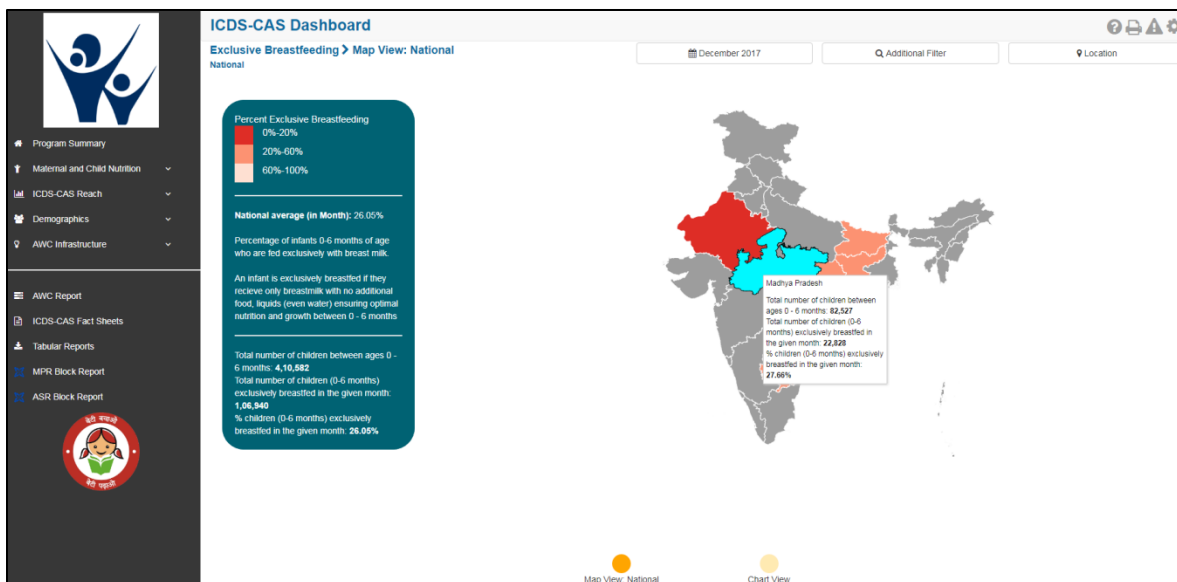 ICDS-CAS Dashboard
Exclusive Breastfeeding > Map View: National
National
December 2017
Additional Filter
Location
Program Summary
Maternal and Child Nutrition
ICDS-CAS Reach
Demographics
AWC Infrastructure
AWC Report
ICDS-CAS Fact Sheets
Tabular Reports
MPR Block Report
ASR Block Report
बेटी बचाओ
बेटी पढ़ाओ
Percent Exclusive Breastfeeding
0%-20%
20%-60%
60%-100%
National average (in Month): 26.05%
Percentage of infants 0-6 months of age
who are fed exclusively with breast milk.
An infant is exclusively breastfed if they
recieve only breastmilk with no additional
food, liquids (even water) ensuring optimal
nutrition and growth between 0 - 6 months
Total number of children between ages 0 -
6 months: 4,10,582
Total number of children (0-6 months)
exclusively breastfed in the given month:
1,06,940
% children (0-6 months) exclusively
breastfed in the given month: 26.05%
Madhya Pradesh
Total number of children between
ages 0 - 6 months: 82,527
Total number of children (0-6
months) exclusively breastfed in
the given month: 22,828
% children (0-6 months) exclusively
breastfed in the given month:
27.66%
Map View: National
Chart View